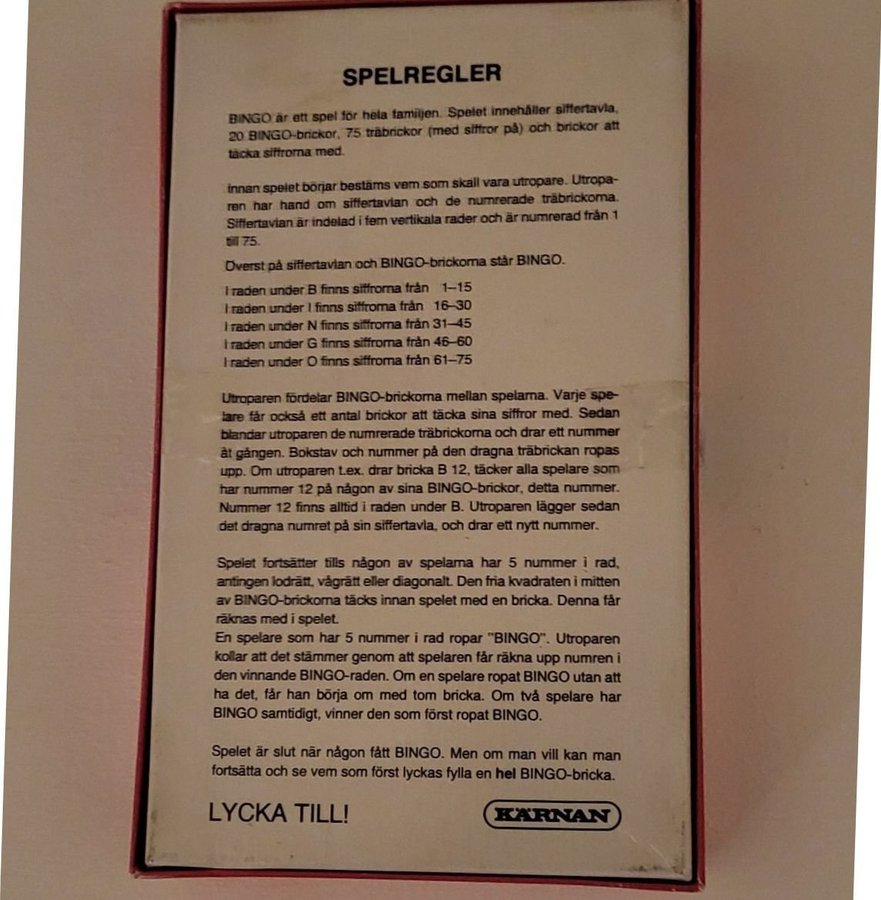 SPELREGLER
BINGO är ett spel för hela familjen. Spelet innehåller siffertavla,
20 BINGO-brickor, 75 träbrickor (med siffror på) och brickor att
täcka siffrorna med.
Innan spelet börjar bestäms vem som skall vara utropare. Utropa-
ren har hand om siffertavlan och de numrerade träbrickorna.
Siffertavlan är indelad i fem vertikala rader och är numrerad från 1
till 75.
Överst på siffertavlan och BINGO-brickorna står BINGO.
I raden under B finns siffrorna från 1–15
I raden under I finns siffrorna från 16–30
I raden under N finns siffrorna från 31–45
I raden under G finns siffrorna från 46–60
I raden under O finns siffrorna från 61–75
Utroparen fördelar BINGO-brickorna mellan spelarna. Varje spe-
lare får också ett antal brickor att täcka sina siffror med. Sedan
blandar utroparen de numrerade träbrickorna och drar ett nummer
åt gången. Bokstav och nummer på den dragna träbrickan ropas
upp. Om utroparen t.ex. drar bricka B 12, täcker alla spelare som
har nummer 12 på någon av sina BINGO-brickor, detta nummer.
Nummer 12 finns alltid i raden under B. Utroparen lägger sedan
det dragna numret på sin siffertavla, och drar ett nytt nummer.
Spelet fortsätter tills någon av spelarna har 5 nummer i rad,
antingen lodrätt, vågrätt eller diagonalt. Den fria kvadraten i mitten
av BINGO-brickorna täcks innan spelet med en bricka. Denna får
räknas med i spelet.
En spelare som har 5 nummer i rad ropar "BINGO". Utroparen
kollar att det stämmer genom att spelaren får räkna upp numren i
den vinnande BINGO-raden. Om en spelare ropat BINGO utan att
ha det, får han börja om med tom bricka. Om två spelare har
BINGO samtidigt, vinner den som först ropat BINGO.
Spelet är slut när någon fått BINGO. Men om man vill kan man
fortsätta och se vem som först lyckas fylla en hel BINGO-bricka.
LYCKA TILL!
KÄRNAN